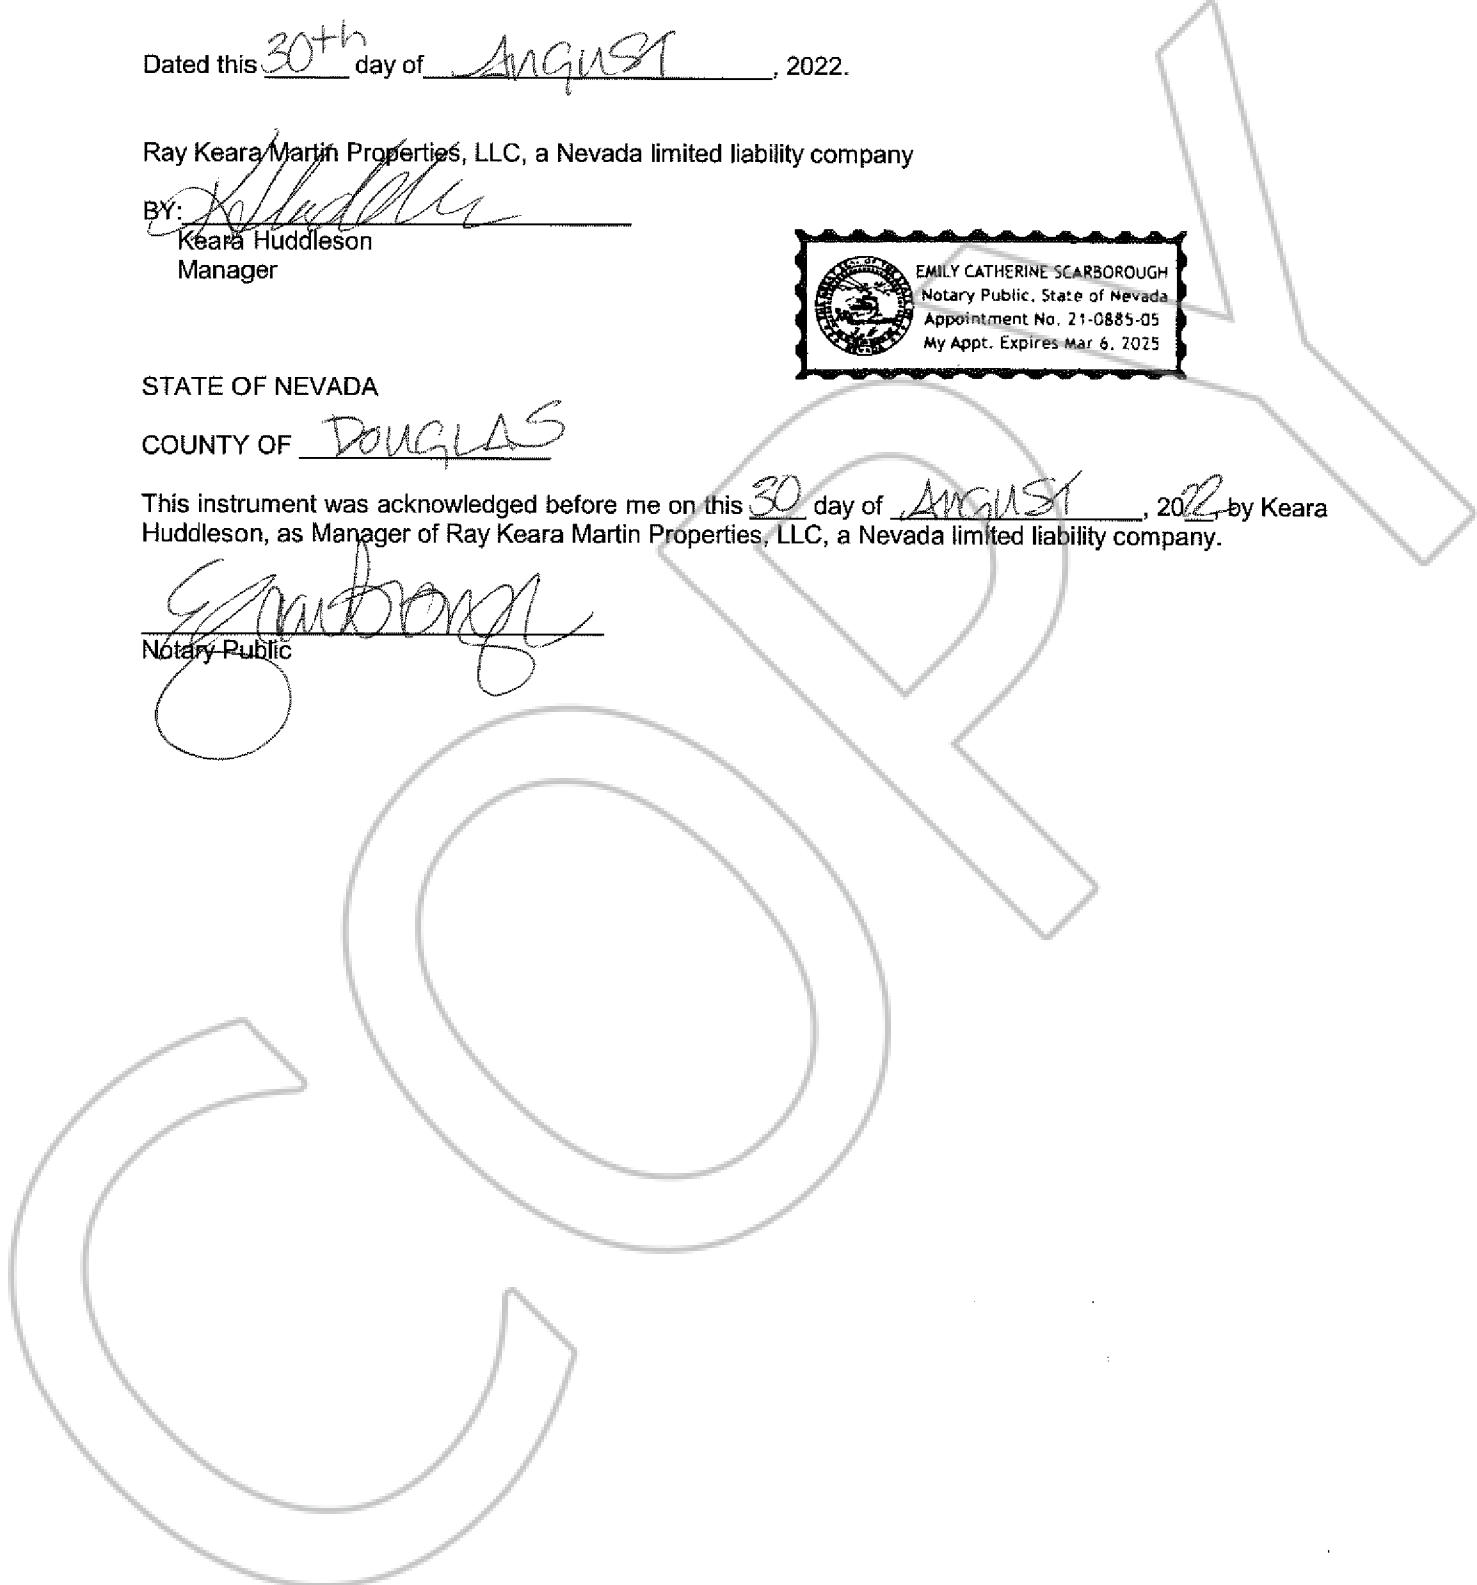 Dated this 30th day of AUGUST, 2022.
Ray Keara Martin Properties, LLC, a Nevada limited liability company
BY: K Huddleson
Keara Huddleson
Manager
EMILY CATHERINE SCARBOROUGH
Notary Public, State of Nevada
Appointment No. 21-0885-05
My Appt. Expires Mar 6, 2025
STATE OF NEVADA
COUNTY OF DOUGLAS
This instrument was acknowledged before me on this 30 day of AUGUST, 2022 by Keara
Huddleson, as Manager of Ray Keara Martin Properties, LLC, a Nevada limited liability company.
Notary Public
COPY